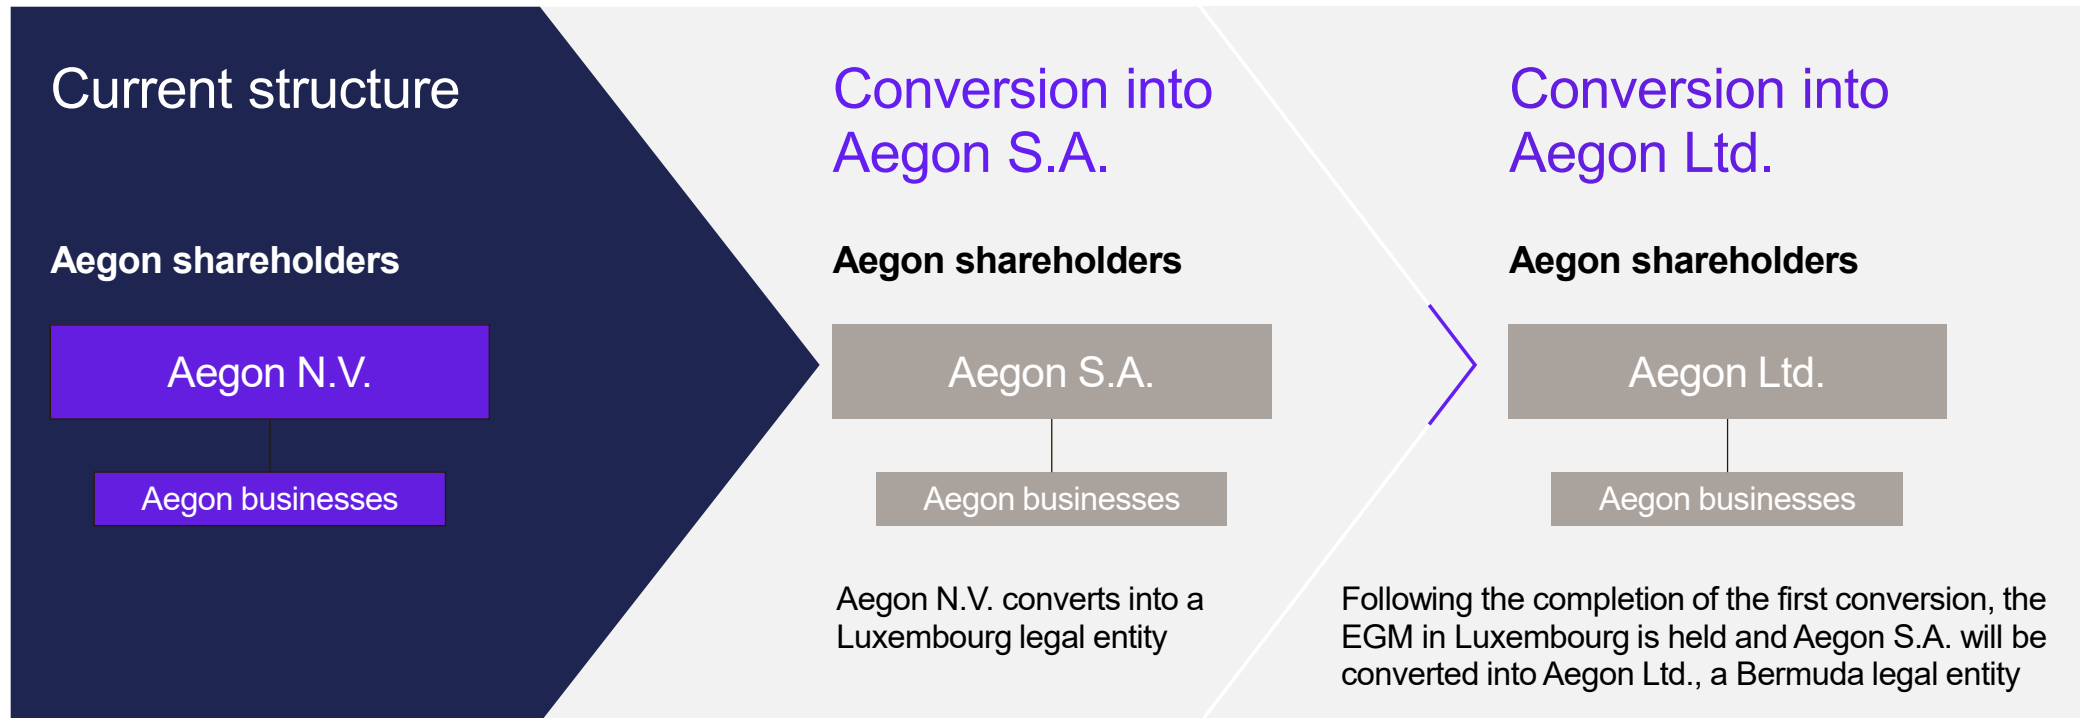 Current structure
Aegon shareholders
Aegon N.V.
Aegon businesses
Conversion into
Aegon S.A.
Aegon shareholders
Aegon S.A.
Aegon businesses
Aegon N.V. converts into a
Luxembourg legal entity
Conversion into
Aegon Ltd.
Aegon shareholders
Aegon Ltd.
Aegon businesses
Following the completion of the first conversion, the
EGM in Luxembourg is held and Aegon S.A. will be
converted into Aegon Ltd., a Bermuda legal entity